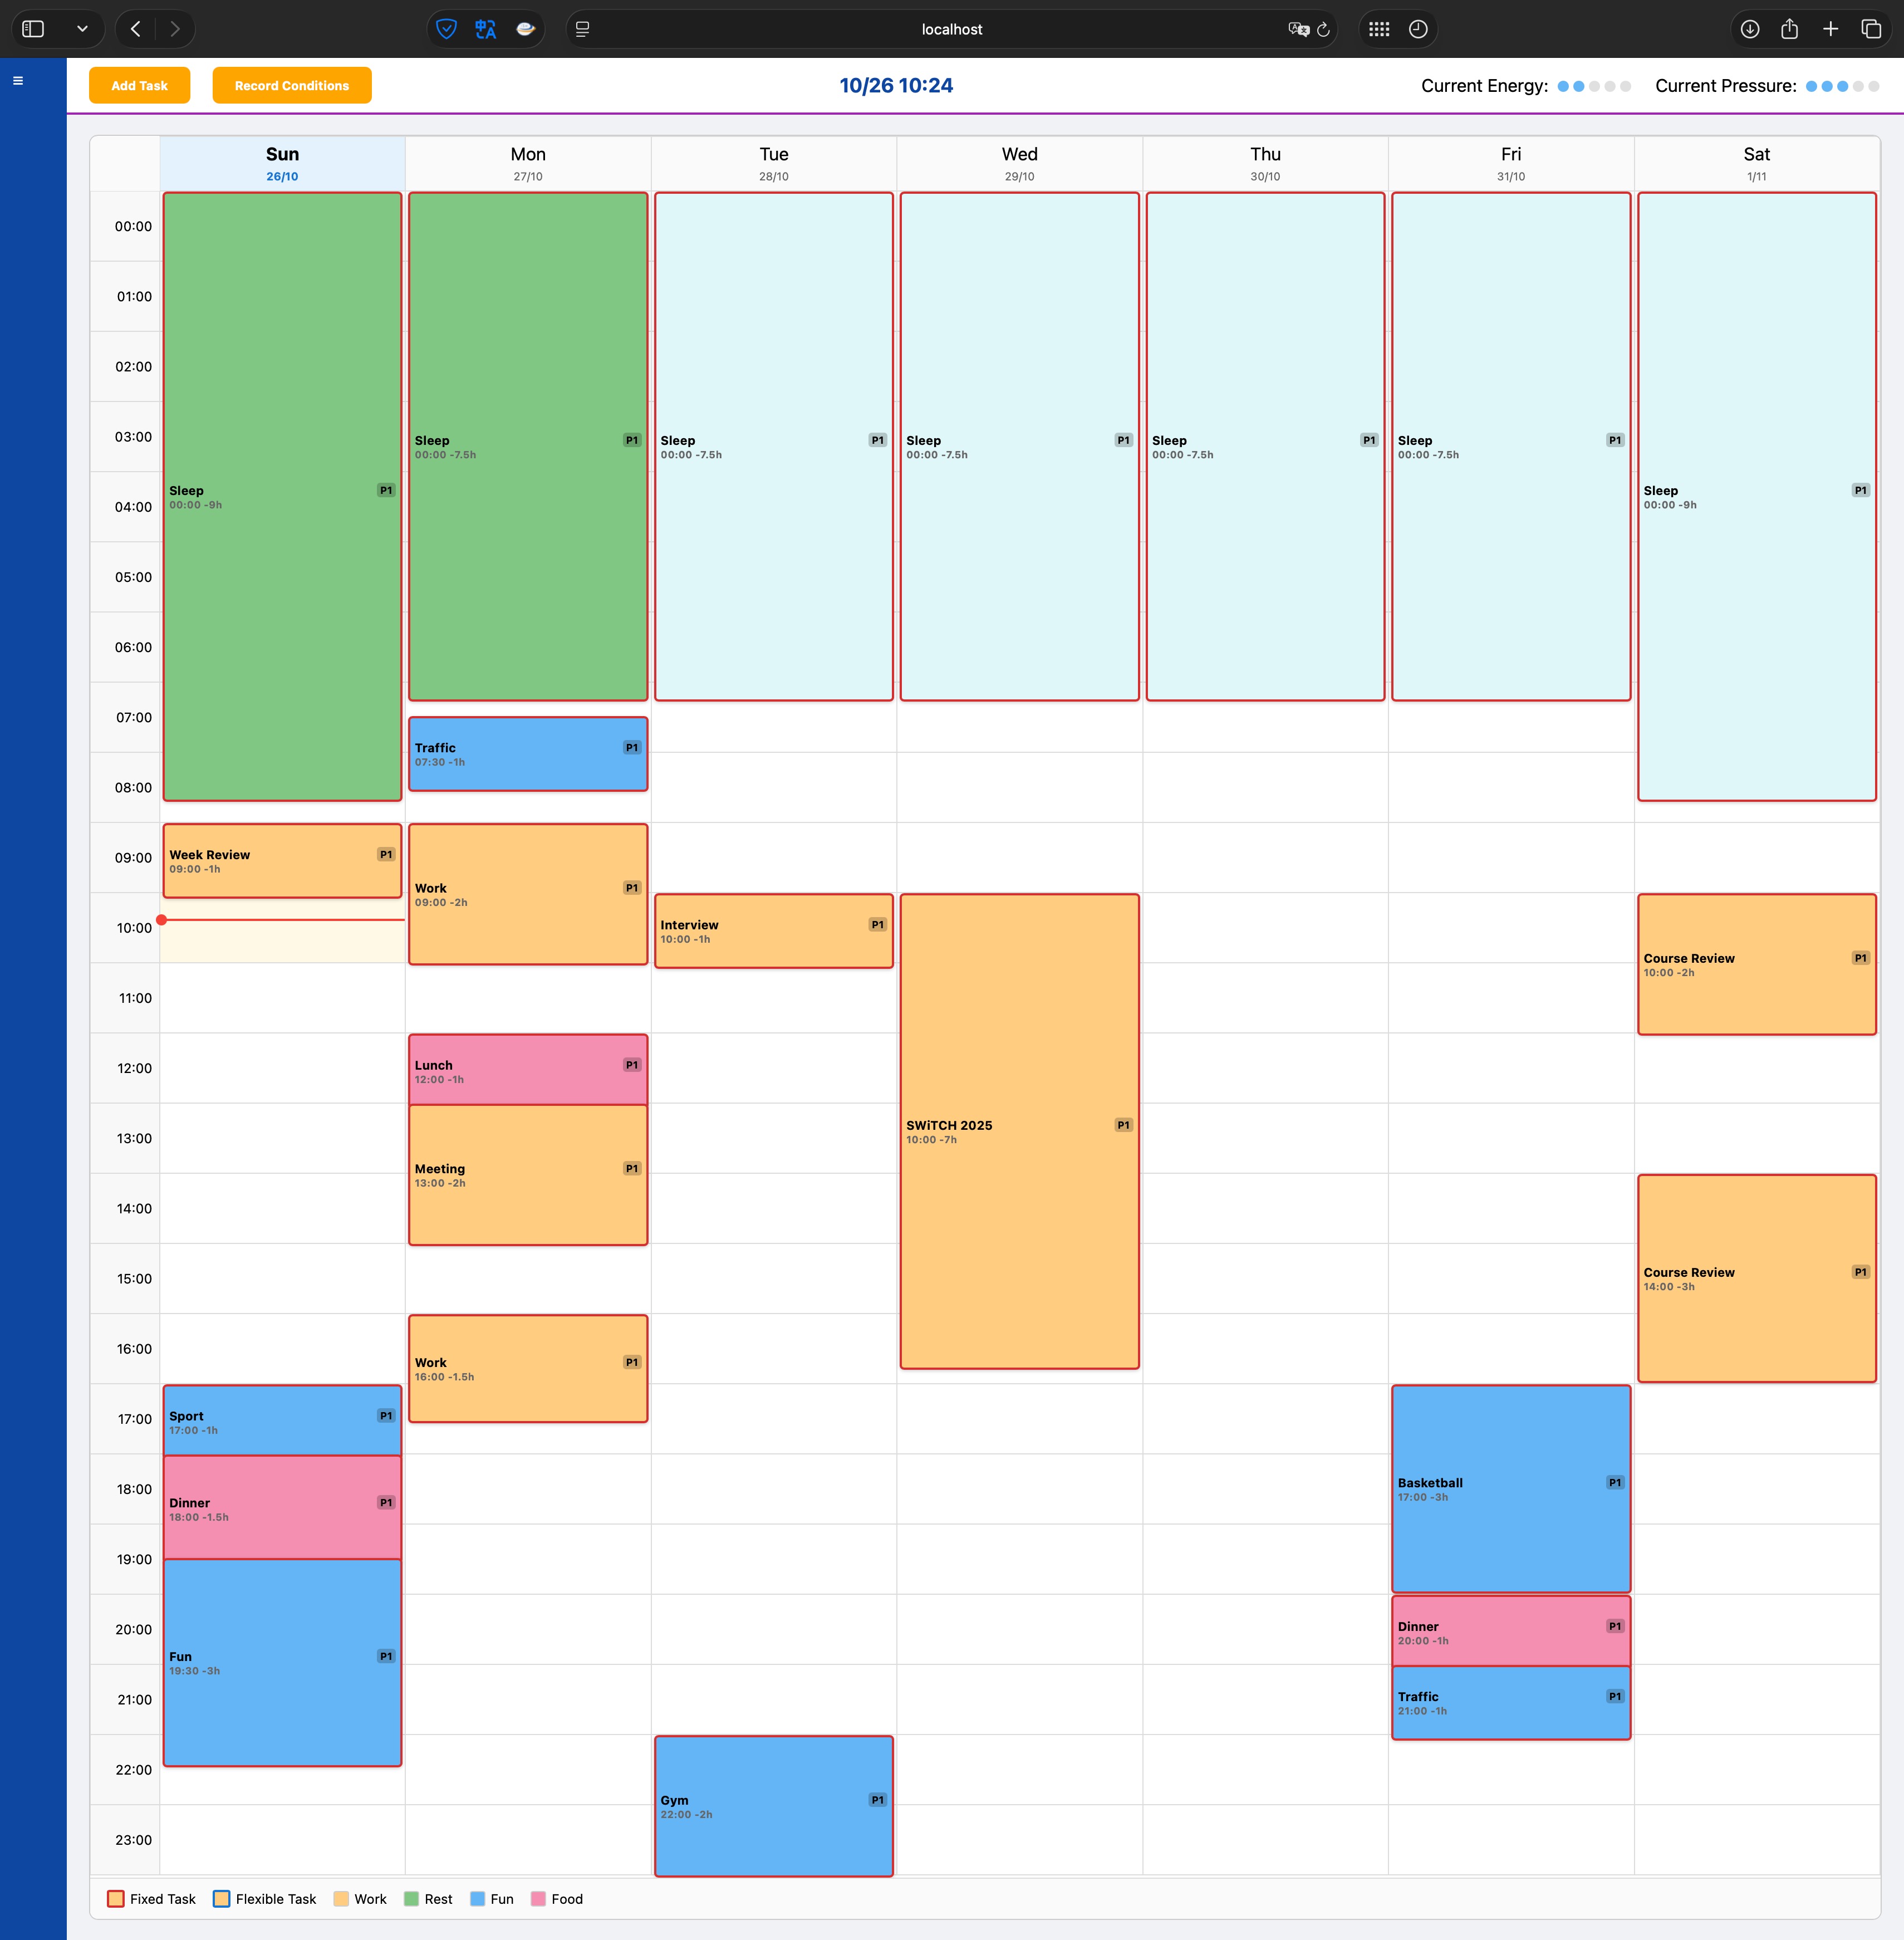 localhost
Add Task
Record Conditions
10/26 10:24
Current Energy:
Current Pressure:
Sun
26/10
Mon
27/10
Tue
28/10
Wed
29/10
Thu
30/10
Fri
31/10
Sat
1/11
00:00
01:00
02:00
03:00
04:00
05:00
06:00
07:00
08:00
09:00
10:00
11:00
12:00
13:00
14:00
15:00
16:00
17:00
18:00
19:00
20:00
21:00
22:00
23:00
Sleep P1
00:00 -9h
Week Review P1
09:00 -1h
Sport P1
17:00 -1h
Dinner P1
18:00 -1.5h
Fun P1
19:30 -3h
Sleep P1
00:00 -7.5h
Traffic P1
07:30 -1h
Work P1
09:00 -2h
Lunch P1
12:00 -1h
Meeting P1
13:00 -2h
Work P1
16:00 -1.5h
Sleep P1
00:00 -7.5h
Interview P1
10:00 -1h
Gym P1
22:00 -2h
Sleep P1
00:00 -7.5h
SWiTCH 2025 P1
10:00 -7h
Sleep P1
00:00 -7.5h
Sleep P1
00:00 -7.5h
Basketball P1
17:00 -3h
Dinner P1
20:00 -1h
Traffic P1
21:00 -1h
Sleep P1
00:00 -9h
Course Review P1
10:00 -2h
Course Review P1
14:00 -3h
Fixed Task
Flexible Task
Work
Rest
Fun
Food